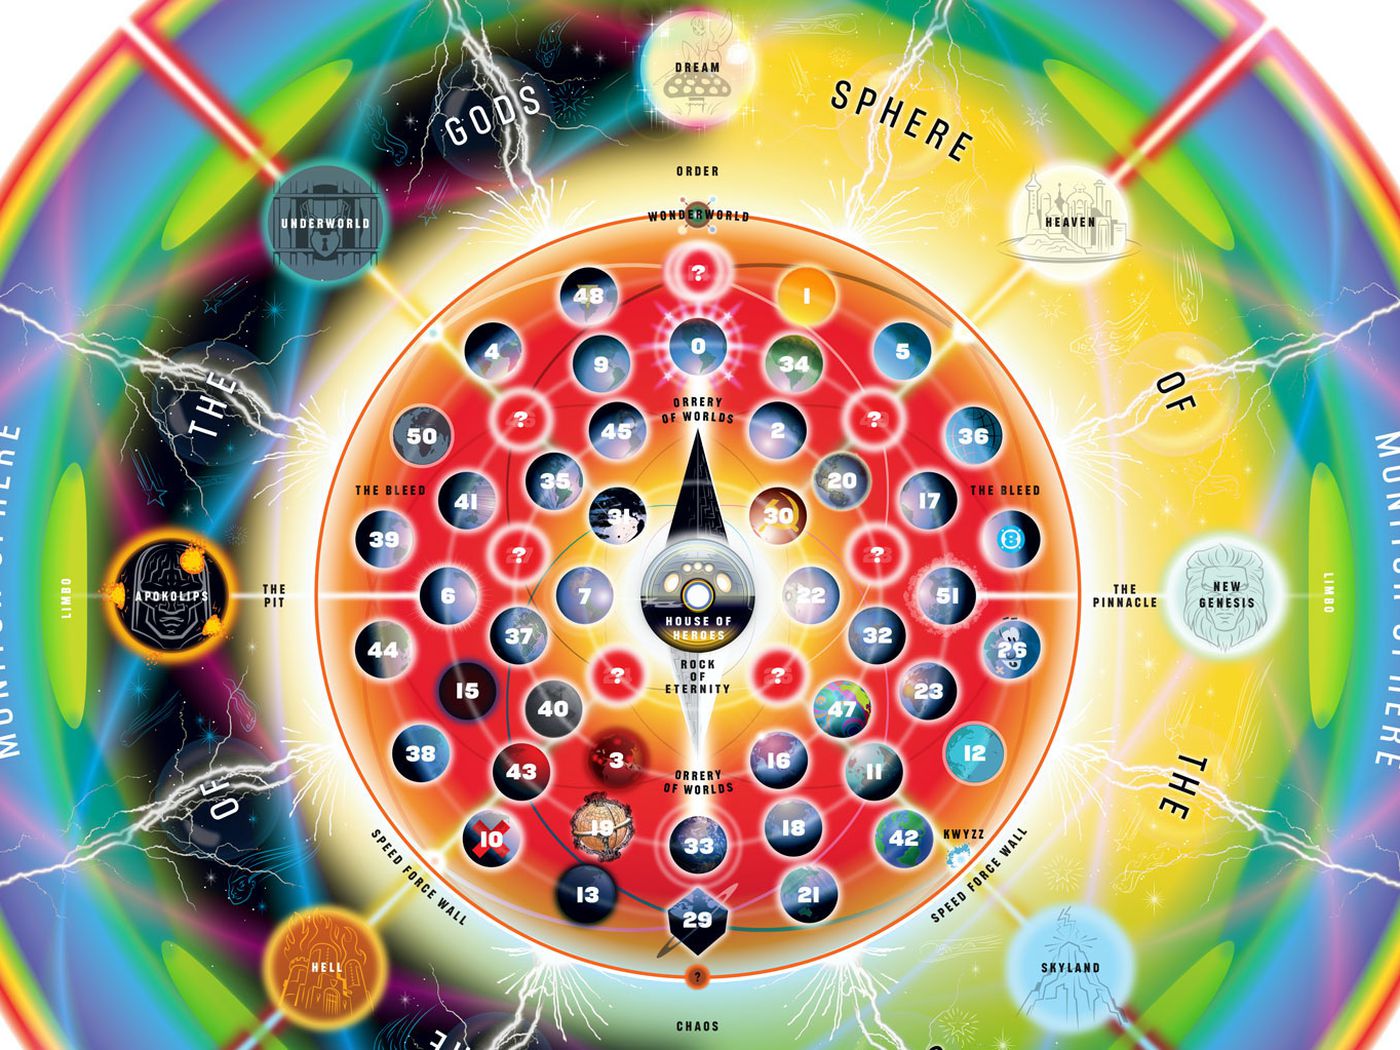 DREAM
GODS
SPHERE
ORDER
WONDERWORLD
UNDERWORLD
HEAVEN
?
48
1
4
9
0
34
5
ORRERY
OF WORLDS
THE
OF
?
?
50
45
2
36
35
20
THE BLEED
41
17
THE BLEED
31
30
39
?
?
8
LIMBO
APOKOLIPS
THE
PIT
6
7
HOUSE OF
HEROES
22
51
THE
PINNACLE
NEW
GENESIS
LIMBO
37
32
44
26
?
ROCK
OF
ETERNITY
?
15
40
47
23
38
43
3
ORRERY
OF WORLDS
16
11
12
OF
THE
10
19
33
18
42
KWYZZ
SPEED FORCE WALL
SPEED FORCE WALL
13
29
21
HELL
?
SKYLAND
CHAOS